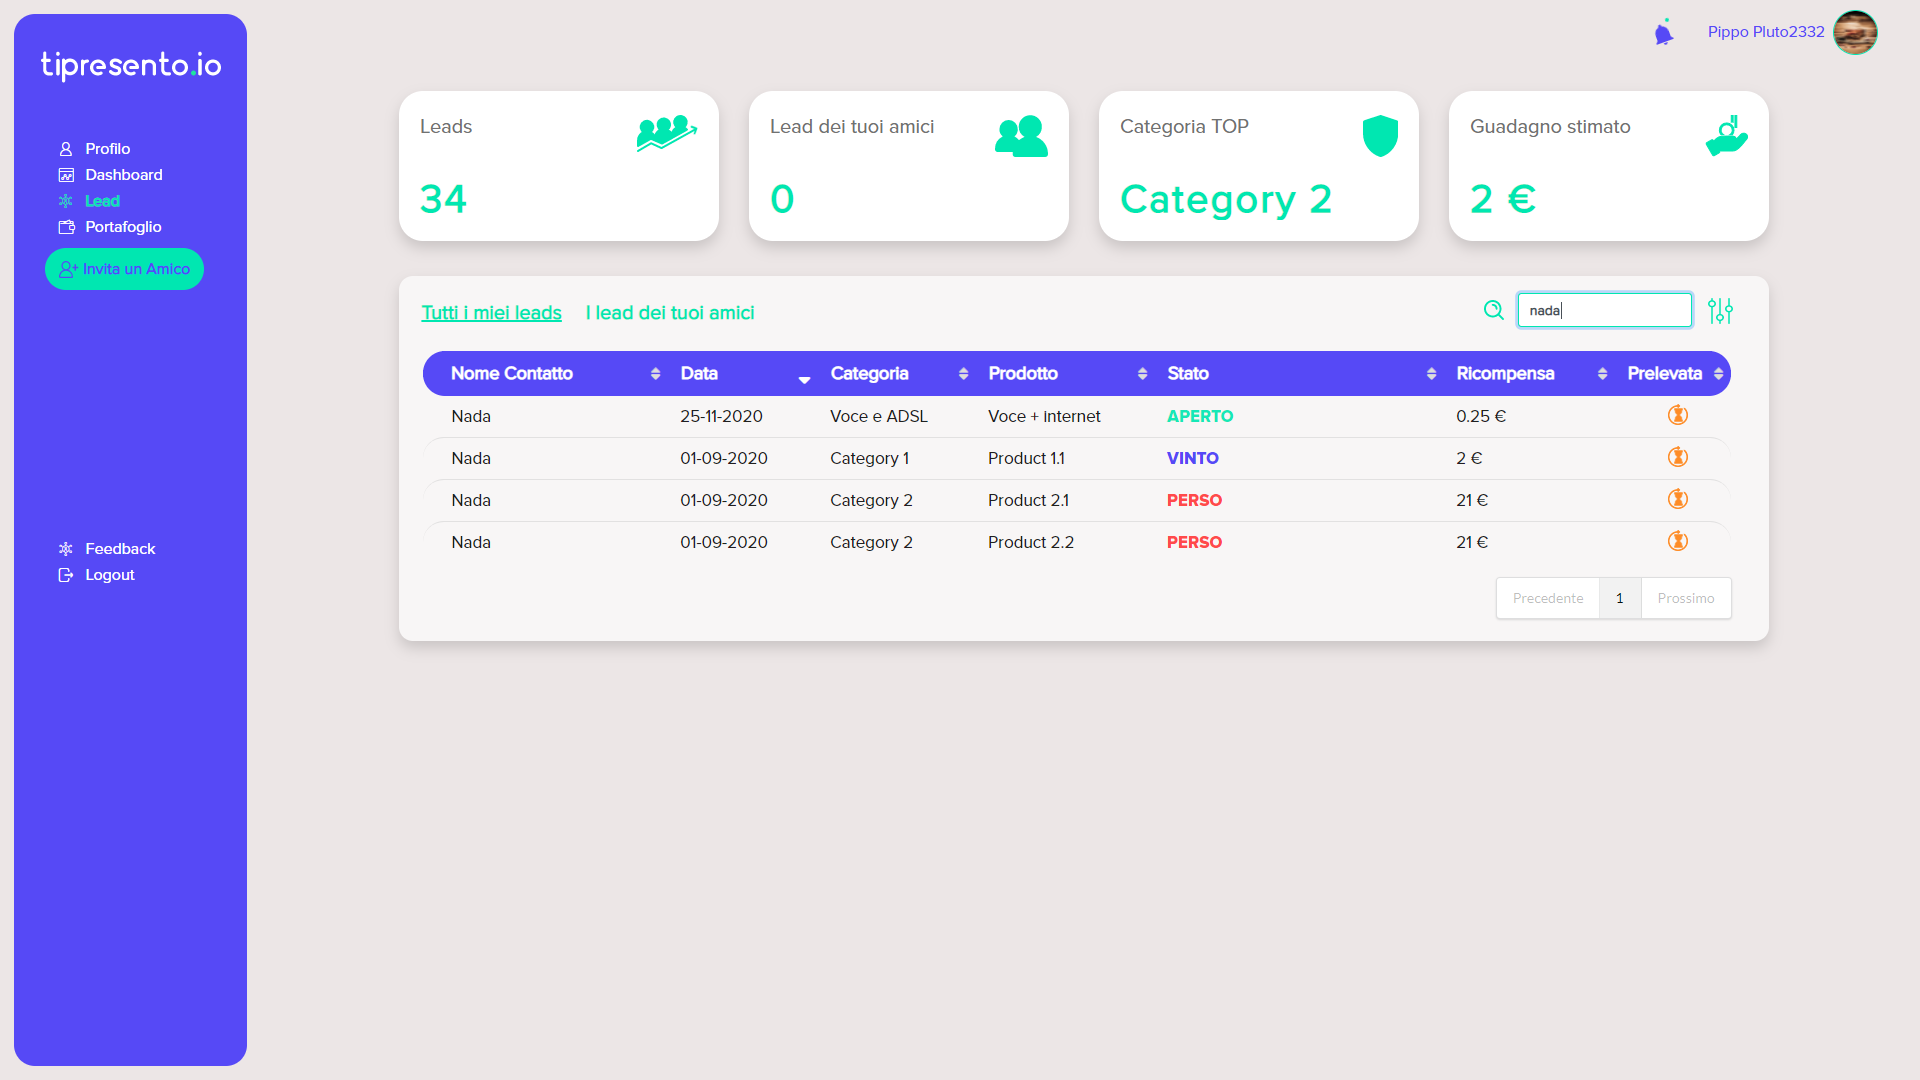 tipresento.io
Profilo
Dashboard
Lead
Portafoglio
Invita un Amico
Feedback
Logout
Pippo Pluto2332
Leads
34
Lead dei tuoi amici
0
Categoria TOP
Category 2
Guadagno stimato
2 €
Tutti i miei leads I lead dei tuoi amici nada
Nome Contatto Data Categoria Prodotto Stato Ricompensa Prelevata
Nada 25-11-2020 Voce e ADSL Voce + internet APERTO 0.25 €
Nada 01-09-2020 Category 1 Product 1.1 VINTO 2 €
Nada 01-09-2020 Category 2 Product 2.1 PERSO 21 €
Nada 01-09-2020 Category 2 Product 2.2 PERSO 21 €
Precedente 1 Prossimo